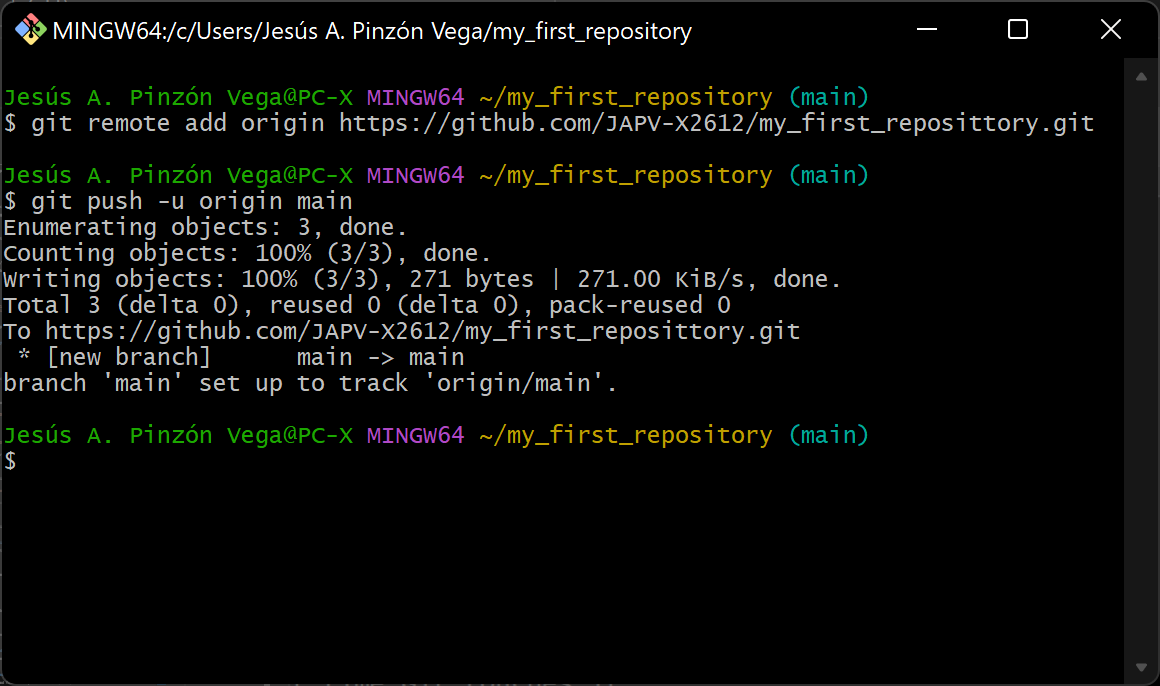 MINGW64:/c/Users/Jesús A. Pinzón Vega/my_first_repository
Jesús A. Pinzón Vega@PC-X MINGW64 ~/my_first_repository (main)
$ git remote add origin https://github.com/JAPV-X2612/my_first_reposittory.git
Jesús A. Pinzón Vega@PC-X MINGW64 ~/my_first_repository (main)
$ git push -u origin main
Enumerating objects: 3, done.
Counting objects: 100% (3/3), done.
Writing objects: 100% (3/3), 271 bytes | 271.00 KiB/s, done.
Total 3 (delta 0), reused 0 (delta 0), pack-reused 0
To https://github.com/JAPV-X2612/my_first_reposittory.git
 * [new branch]      main -> main
branch 'main' set up to track 'origin/main'.
Jesús A. Pinzón Vega@PC-X MINGW64 ~/my_first_repository (main)
$